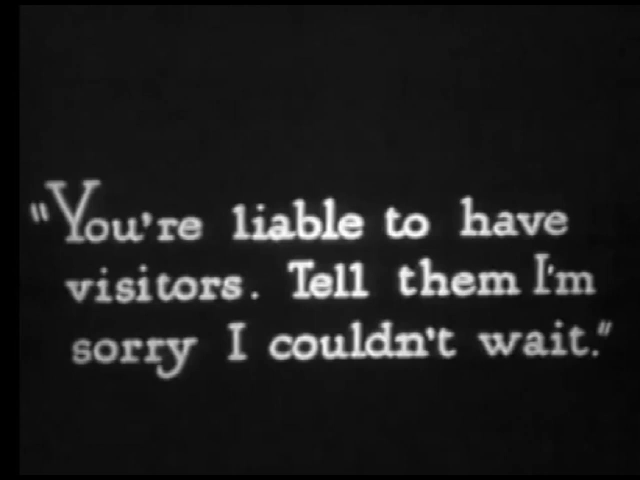 "You're liable to have
visitors. Tell them I'm
sorry I couldn't wait."